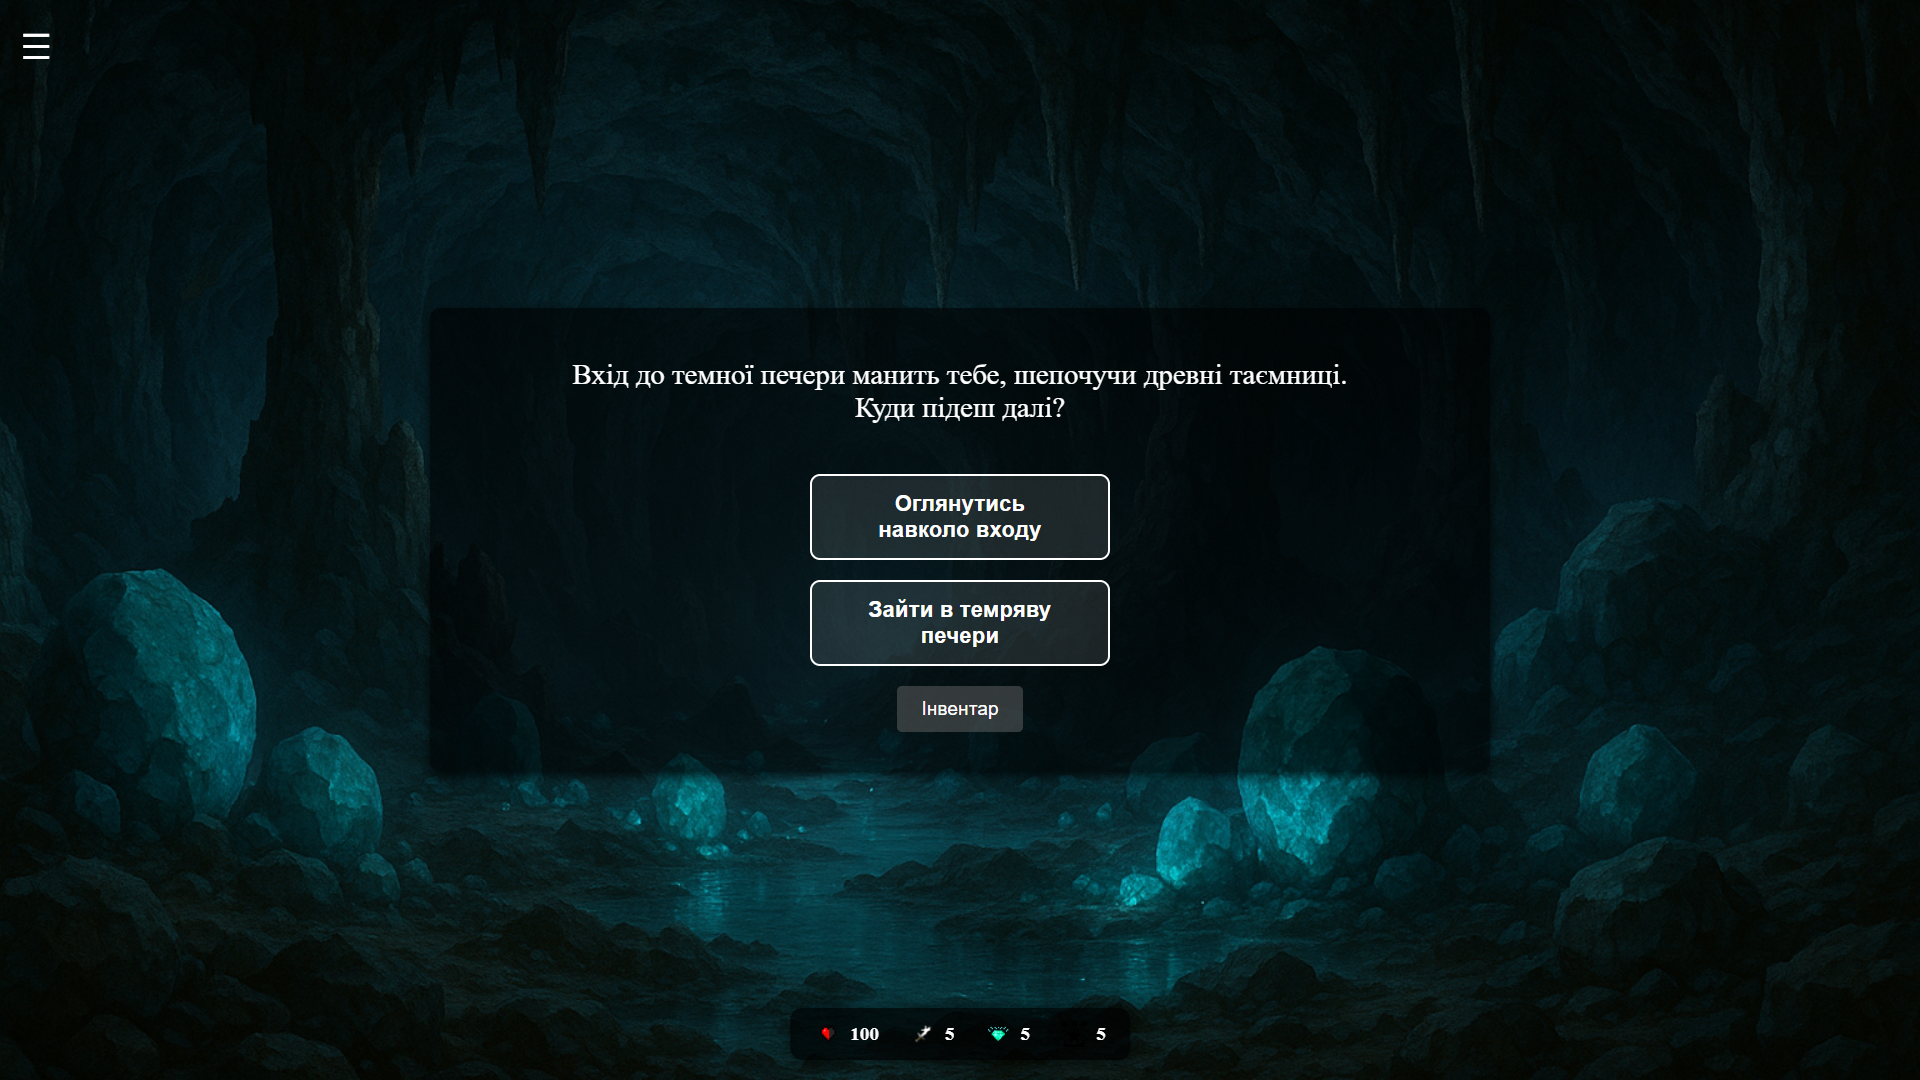 Вхід до темної печери манить тебе, шепочучи древні таємниці.
Куди підеш далі?
Оглянутись
навколо входу
Зайти в темряву
печери
Інвентар
100 5 5 5